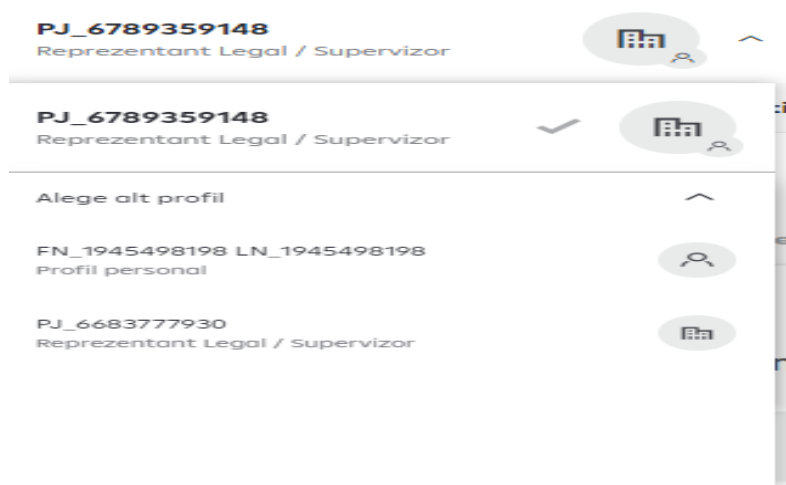 PJ_6789359148
Reprezentant Legal / Supervizor
PJ_6789359148
Reprezentant Legal / Supervizor
Alege alt profil
FN_1945498198 LN_1945498198
Profil personal
PJ_6683777930
Reprezentant Legal / Supervizor